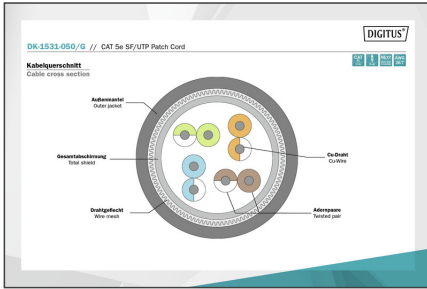 DIGITUS®
DK-1531-050/G // CAT 5e SF/UTP Patch Cord
Kabelquerschnitt
Cable cross section
Außenmantel
Outer jacket
Gesamtabschirmung
Total shield
Cu-Draht
Cu-Wire
Drahtgeflecht
Wire mesh
Aderspaare
Twisted pair